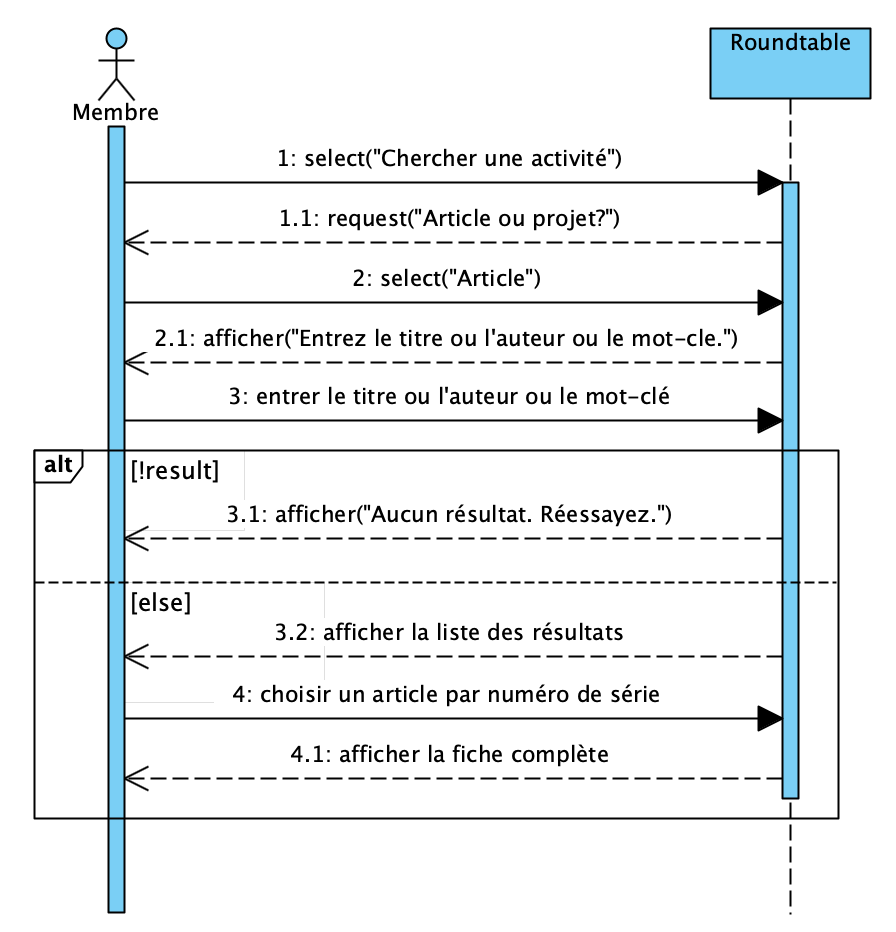 Roundtable
Membre
1: select("Chercher une activité")
1.1: request("Article ou projet?")
2: select("Article")
2.1: afficher("Entrez le titre ou l'auteur ou le mot-cle.")
3: entrer le titre ou l'auteur ou le mot-clé
alt
[!result]
3.1: afficher("Aucun résultat. Réessayez.")
[else]
3.2: afficher la liste des résultats
4: choisir un article par numéro de série
4.1: afficher la fiche complète